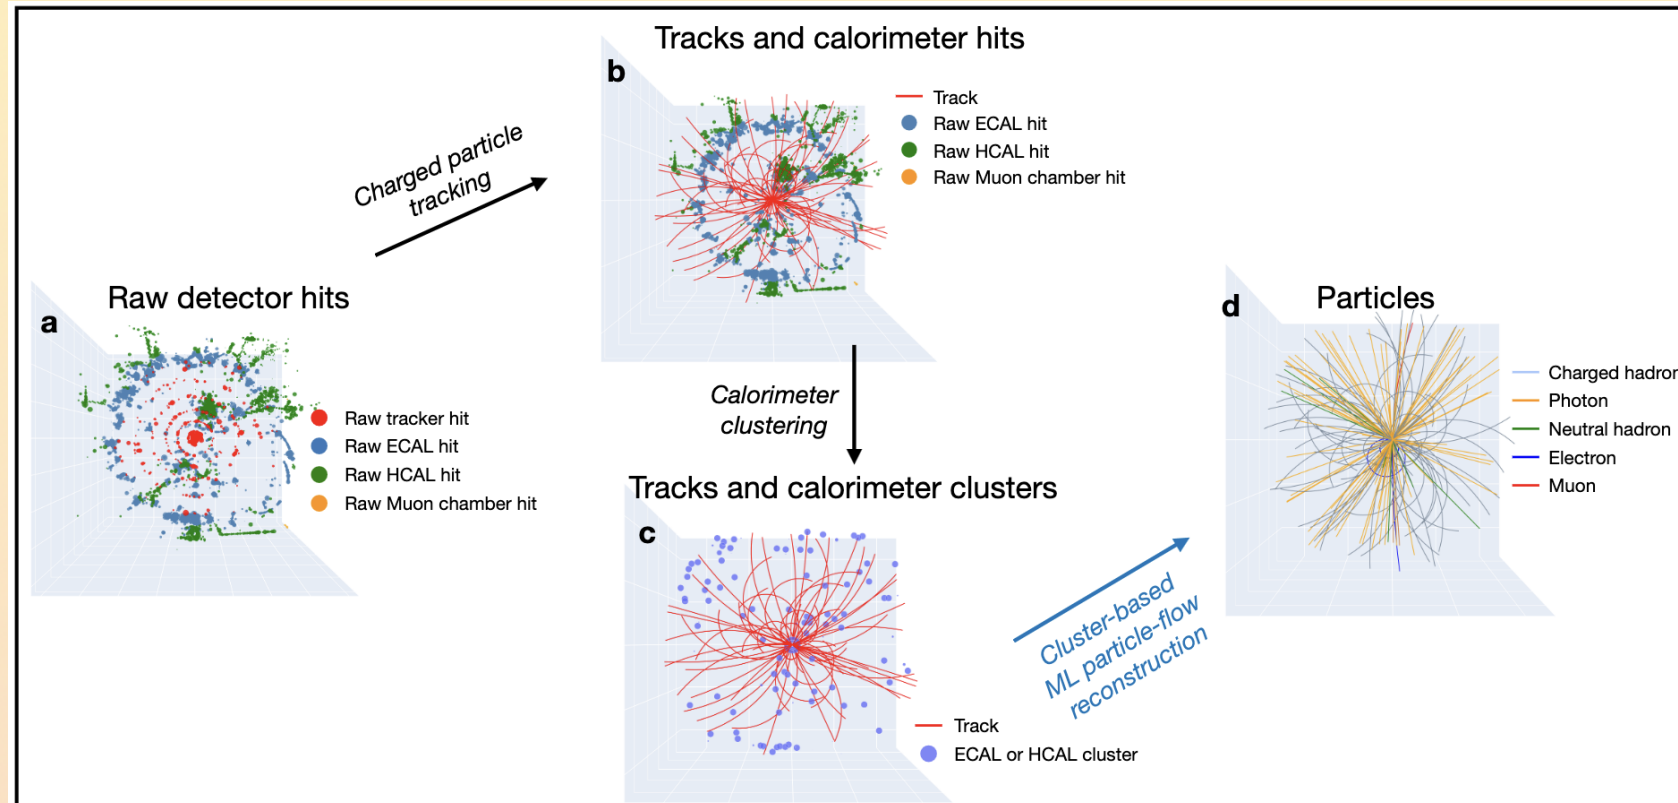 Tracks and calorimeter hits
b
Track
Raw ECAL hit
Raw HCAL hit
Raw Muon chamber hit
Charged particle
tracking
Raw detector hits
a
Raw tracker hit
Raw ECAL hit
Raw HCAL hit
Raw Muon chamber hit
Calorimeter
clustering
Tracks and calorimeter clusters
c
Track
ECAL or HCAL cluster
Cluster-based
ML particle-flow
reconstruction
Particles
d
Charged hadron
Photon
Neutral hadron
Electron
Muon